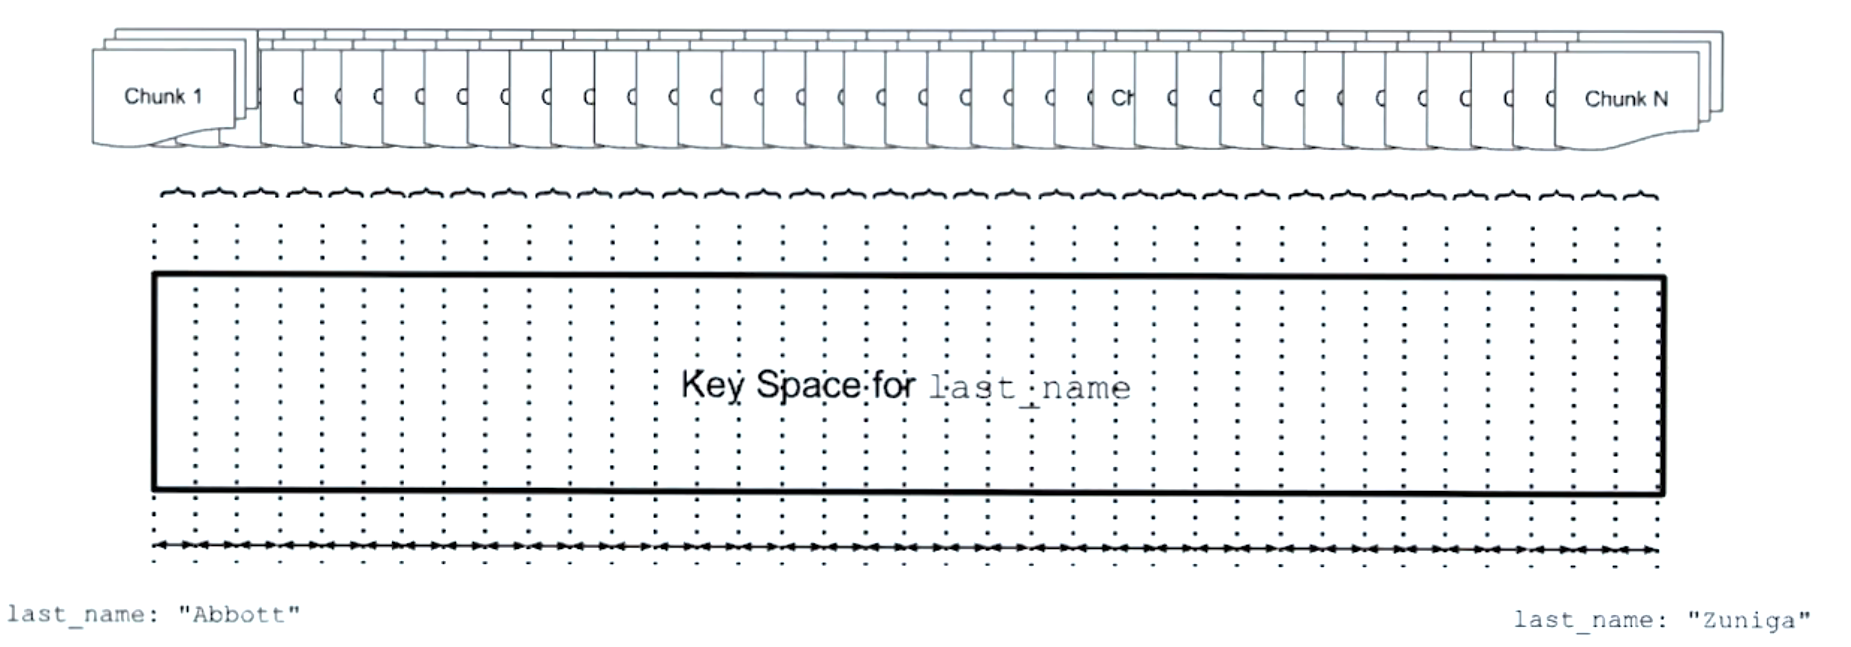 Chunk 1
Ch
Chunk N
Key Space for last_name
last_name: "Abbott"
last_name: "Zuniga"